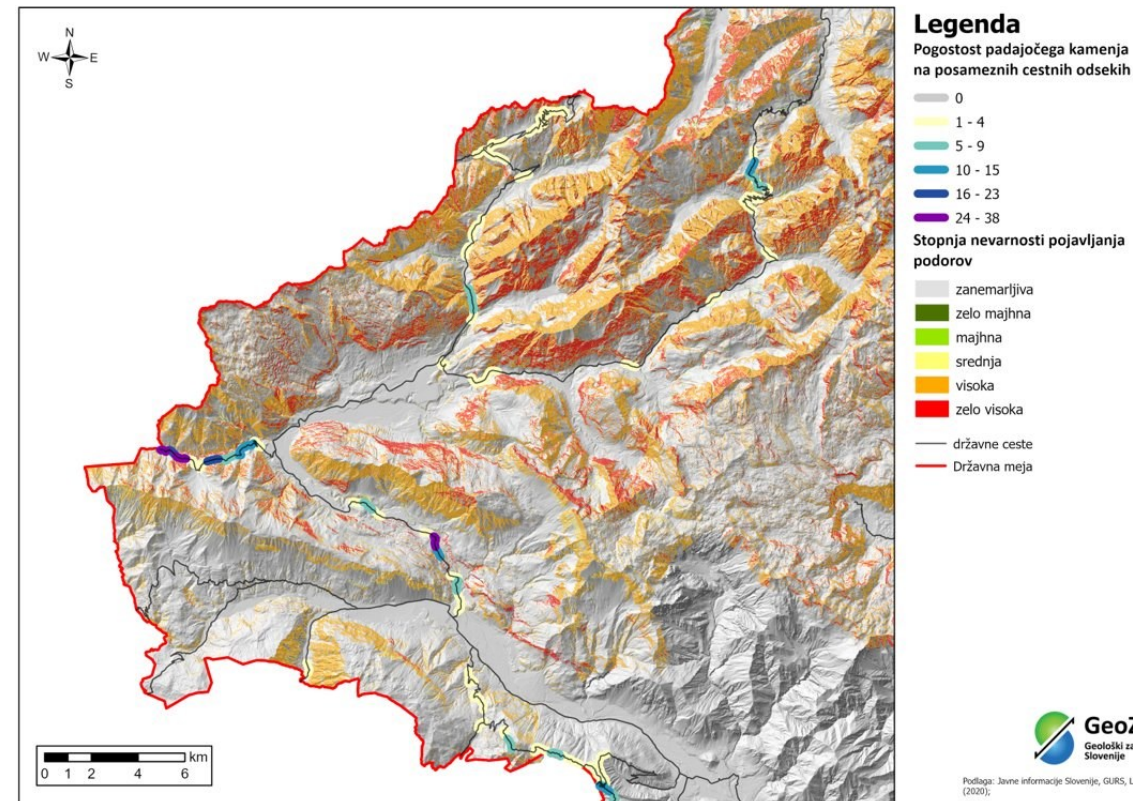 N
W E
S
Legenda
Pogostost padajočega kamenja
na posameznih cestnih odsekih
0
1 - 4
5 - 9
10 - 15
16 - 23
24 - 38
Stopnja nevarnosti pojavljanja
podorov
zanemarljiva
zelo majhna
majhna
srednja
visoka
zelo visoka
državne ceste
Državna meja
km
0 1 2 4 6
Geološki
Slovenije
Podlaga: Javne informacije Slovenije, GURS,
(2020);